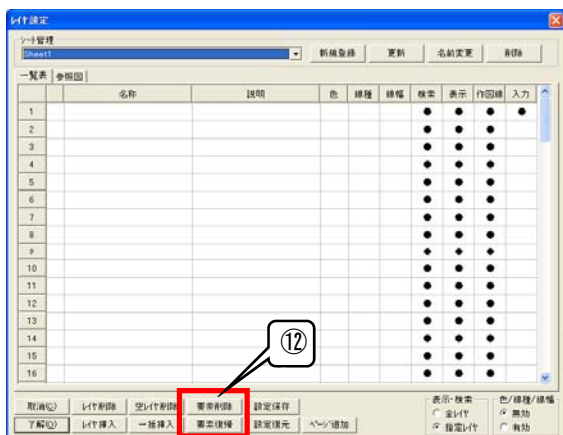 レイヤ設定
シート管理
Sheet1
新規登録 更新 名前変更 削除
一覧表 参照図
名称 説明 色 線種 線幅 検索 表示 作図線 入力
1
2
3
4
5
6
7
8
9
10
11
12
13
14
15
16
⑫
取消(C) レイヤ削除 空レイヤ削除 要素削除 設定保存
了解(O) レイヤ挿入 一括挿入 要素復帰 設定復元 ページ追加
表示・検索 色/線種/線幅
全レイヤ 無効
指定レイヤ 有効